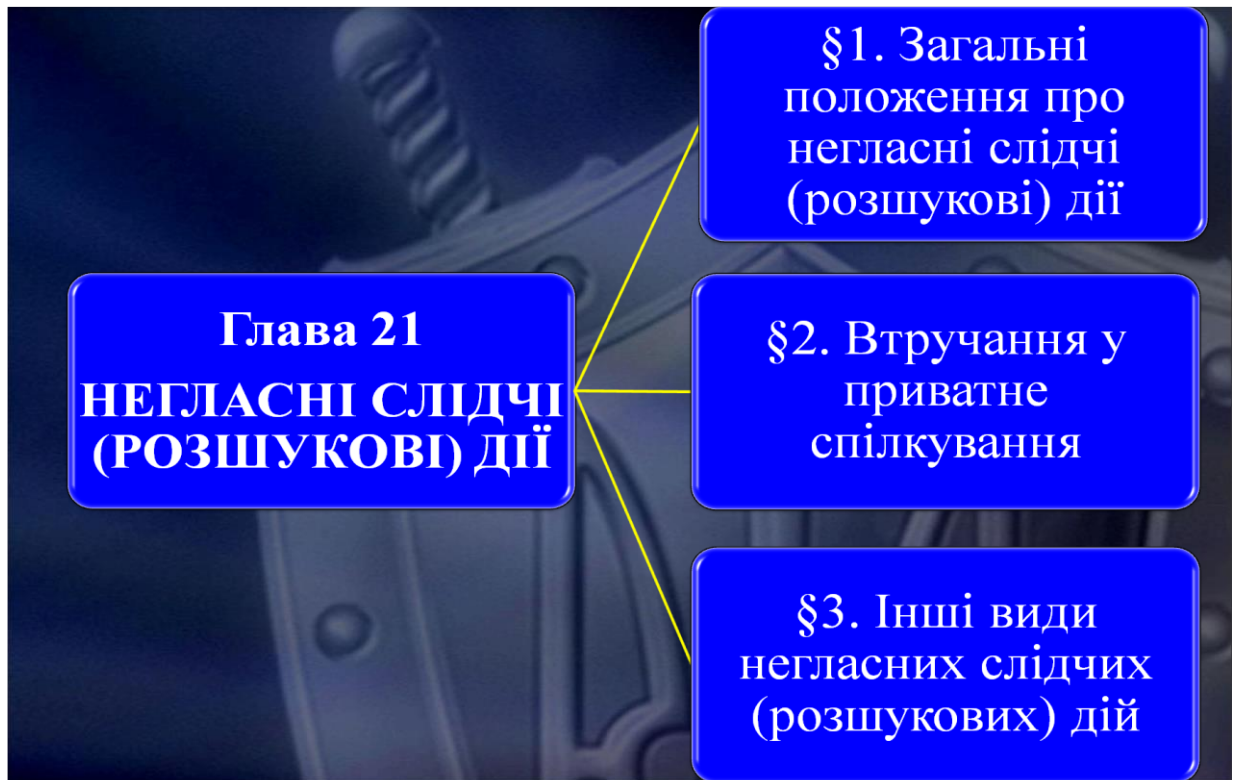 Глава 21
НЕГЛАСНІ СЛІДЧІ
(РОЗШУКОВІ) ДІЇ
§1. Загальні
положення про
негласні слідчі
(розшукові) дії
§2. Втручання у
приватне
спілкування
§3. Інші види
негласних слідчих
(розшукових) дій